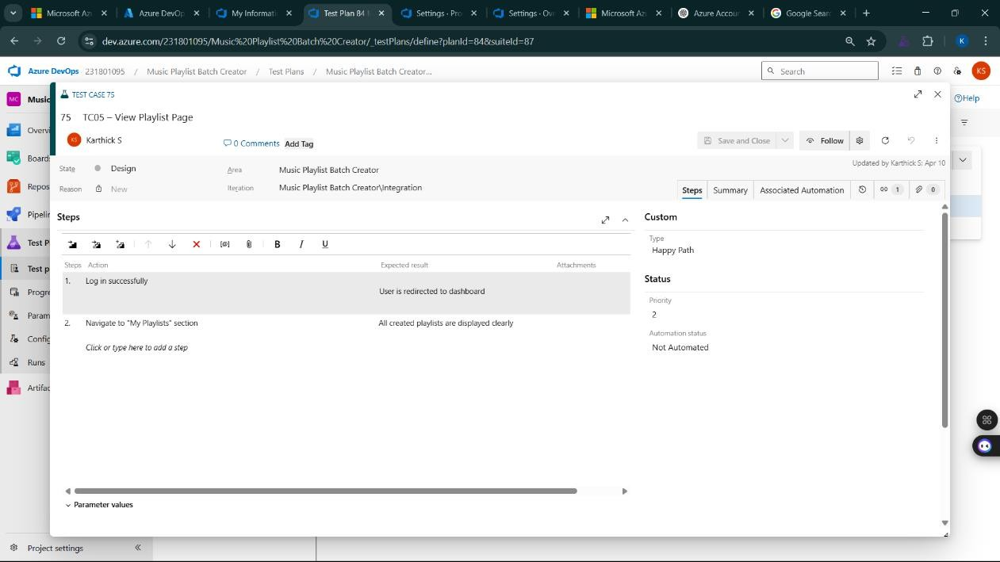 Microsoft Az
Azure DevOp
My Informati
Test Plan 84
Settings · Pro
Settings · Ove
Microsoft Az
Azure Accou
Google Searc
dev.azure.com/231801095/Music%20Playlist%20Batch%20Creator/_testPlans/define?planId=84&suiteId=87
K
Azure DevOps 231801095 / Music Playlist Batch Creator / Test Plans / Music Playlist Batch Creator...
Search
KS
MC Music
Overvi
Board
Repos
Pipelin
Test P
Test p
Progre
Param
Config
Runs
Artifac
Project settings
Help
TEST CASE 75
75 TC05 – View Playlist Page
KS Karthick S
0 Comments Add Tag
Save and Close
Follow
State Design
Area Music Playlist Batch Creator
Updated by Karthick S: Apr 10
Reason New
Iteration Music Playlist Batch Creator\Integration
Steps Summary Associated Automation 1 0
Steps
[@] B I U
Steps Action Expected result Attachments
1. Log in successfully
User is redirected to dashboard
2. Navigate to "My Playlists" section All created playlists are displayed clearly
Click or type here to add a step
Parameter values
Custom
Type
Happy Path
Status
Priority
2
Automation status
Not Automated